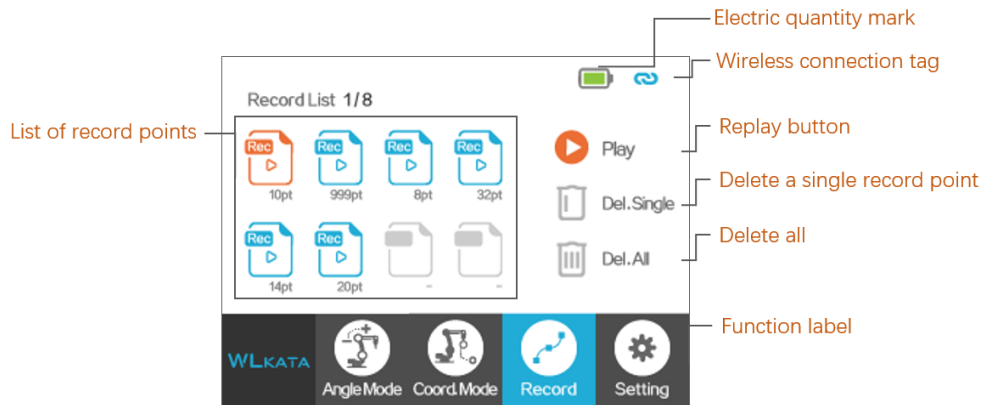 Electric quantity mark
Wireless connection tag
Record List 1/8
List of record points
Rec
Rec
Rec
Rec
10pt
999pt
8pt
32pt
Rec
Rec
14pt
20pt
-
-
Play
Replay button
Del.Single
Delete a single record point
Del.All
Delete all
Function label
WLKATA
Angle Mode
Coord.Mode
Record
Setting